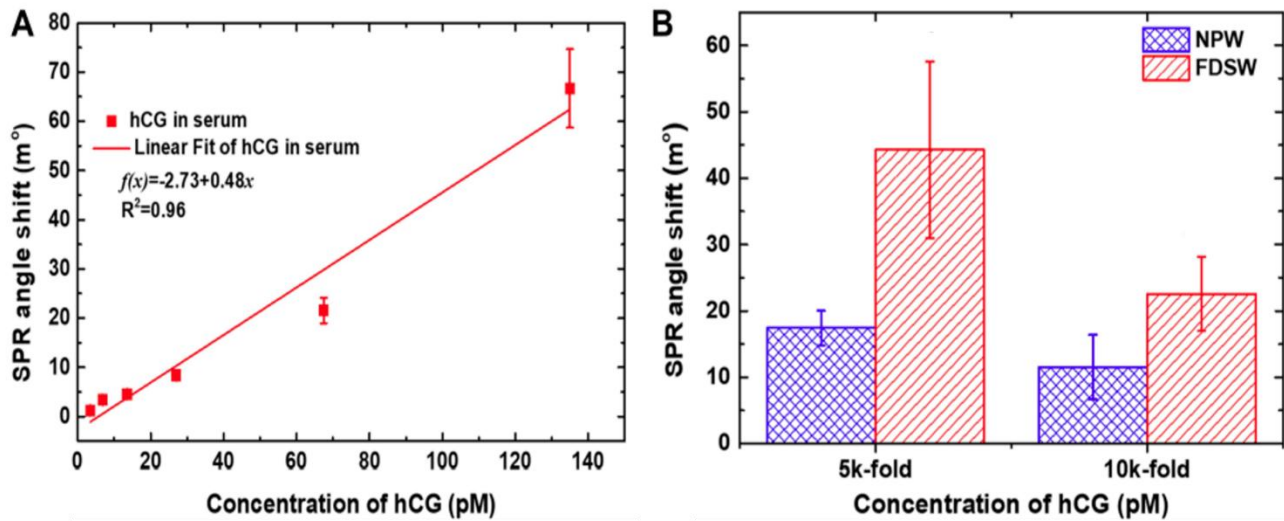 A
80
70
60
50
40
30
20
10
0
SPR angle shift (m°)
hCG in serum
Linear Fit of hCG in serum
f(x)=-2.73+0.48x
R²=0.96
0 20 40 60 80 100 120 140
Concentration of hCG (pM)
B
60
50
40
30
20
10
0
SPR angle shift (m°)
NPW
FDSW
5k-fold 10k-fold
Concentration of hCG (pM)